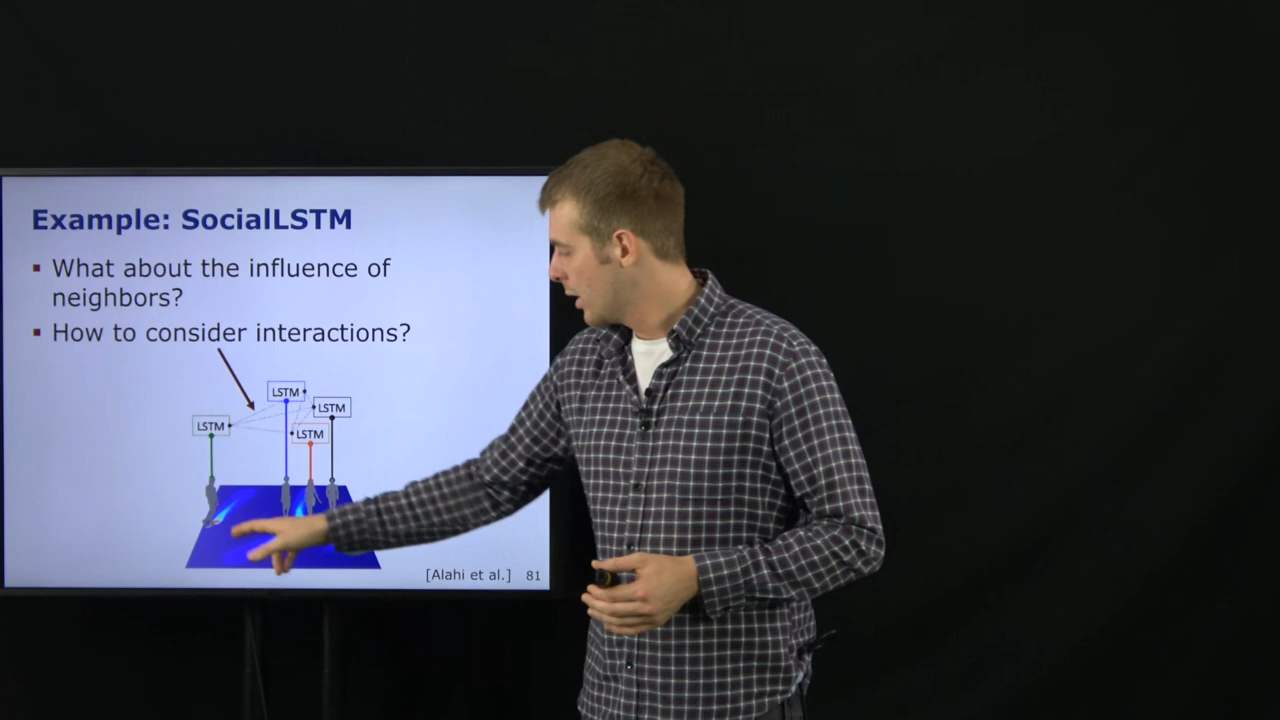 Example: SocialLSTM
▪ What about the influence of
neighbors?
▪ How to consider interactions?
LSTM
LSTM
LSTM
LSTM
[Alahi et al.] 81